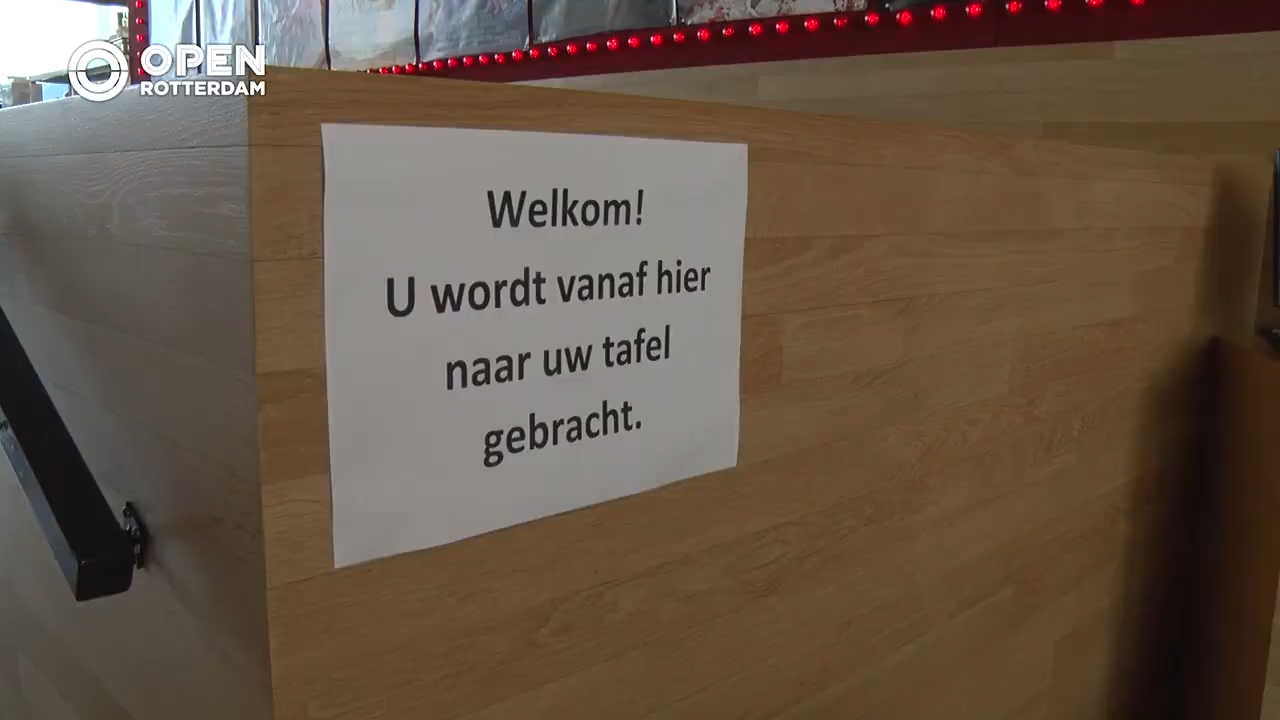 OPEN
ROTTERDAM
Welkom!
U wordt vanaf hier
naar uw tafel
gebracht.